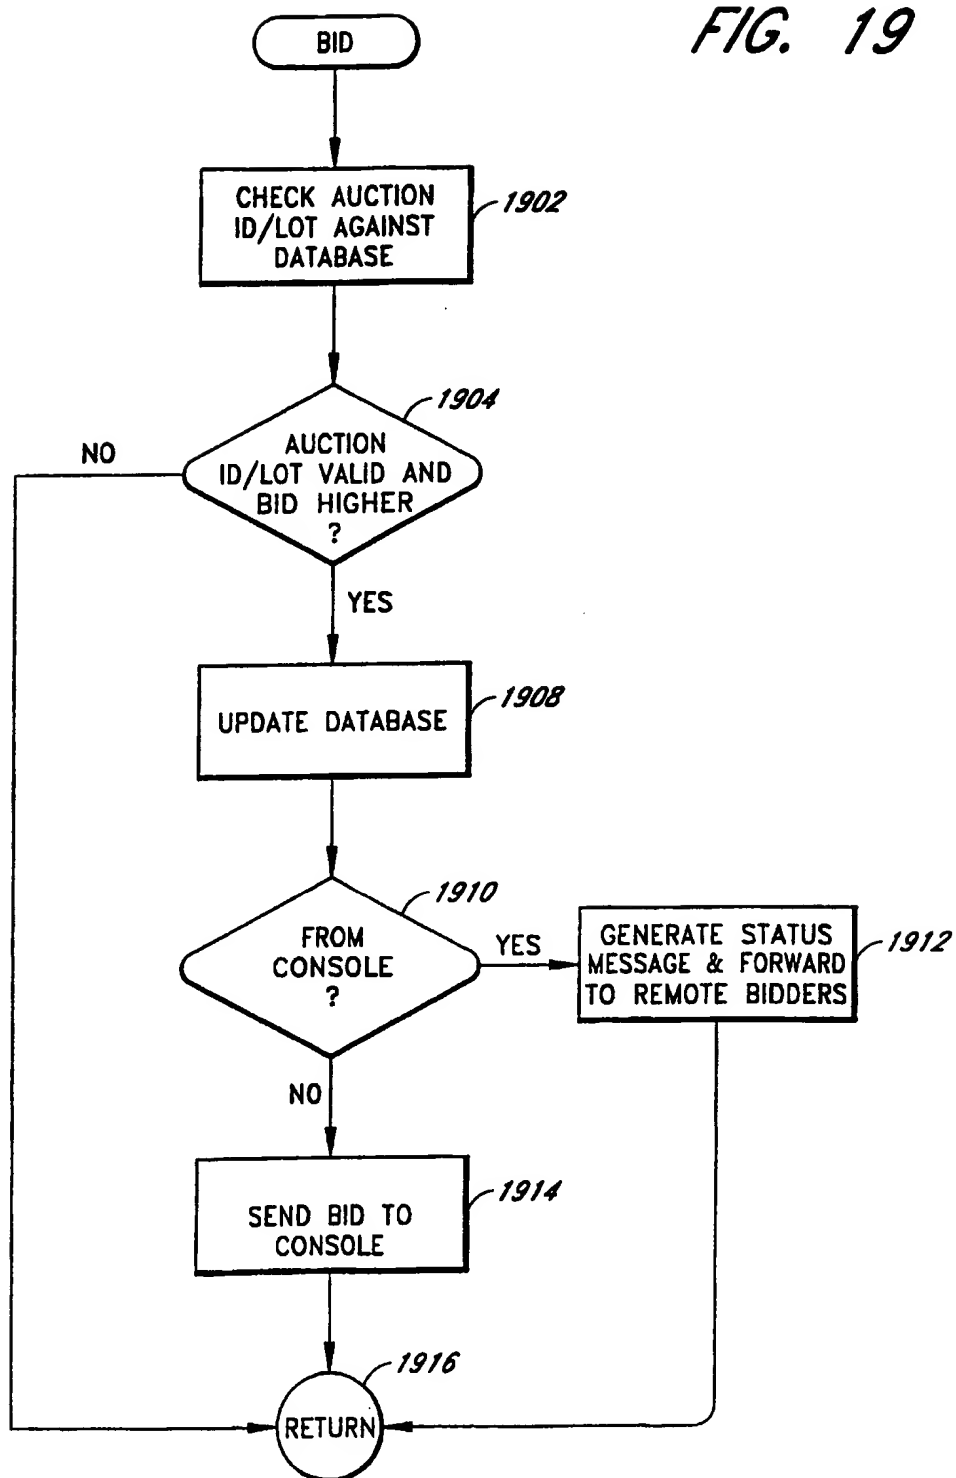 FIG. 19
BID
CHECK AUCTION
ID/LOT AGAINST
DATABASE
1902
1904
AUCTION
ID/LOT VALID AND
BID HIGHER
?
NO
YES
UPDATE DATABASE
1908
1910
FROM
CONSOLE
?
YES
GENERATE STATUS
MESSAGE & FORWARD
TO REMOTE BIDDERS
1912
NO
SEND BID TO
CONSOLE
1914
1916
RETURN